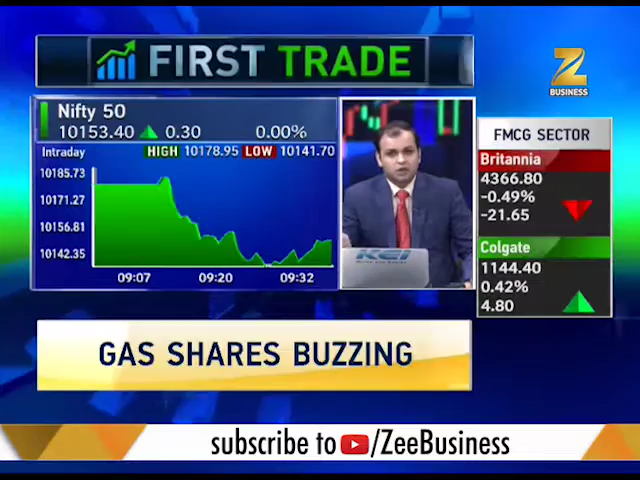 FIRST TRADE
Z
BUSINESS
Nifty 50
10153.40 0.30 0.00%
Intraday HIGH 10178.95 LOW 10141.70
10185.73
10171.27
10156.81
10142.35
09:07 09:20 09:32
KEI
FMCG SECTOR
Britannia
4366.80
-0.49%
-21.65
Colgate
1144.40
0.42%
4.80
GAS SHARES BUZZING
subscribe to /ZeeBusiness